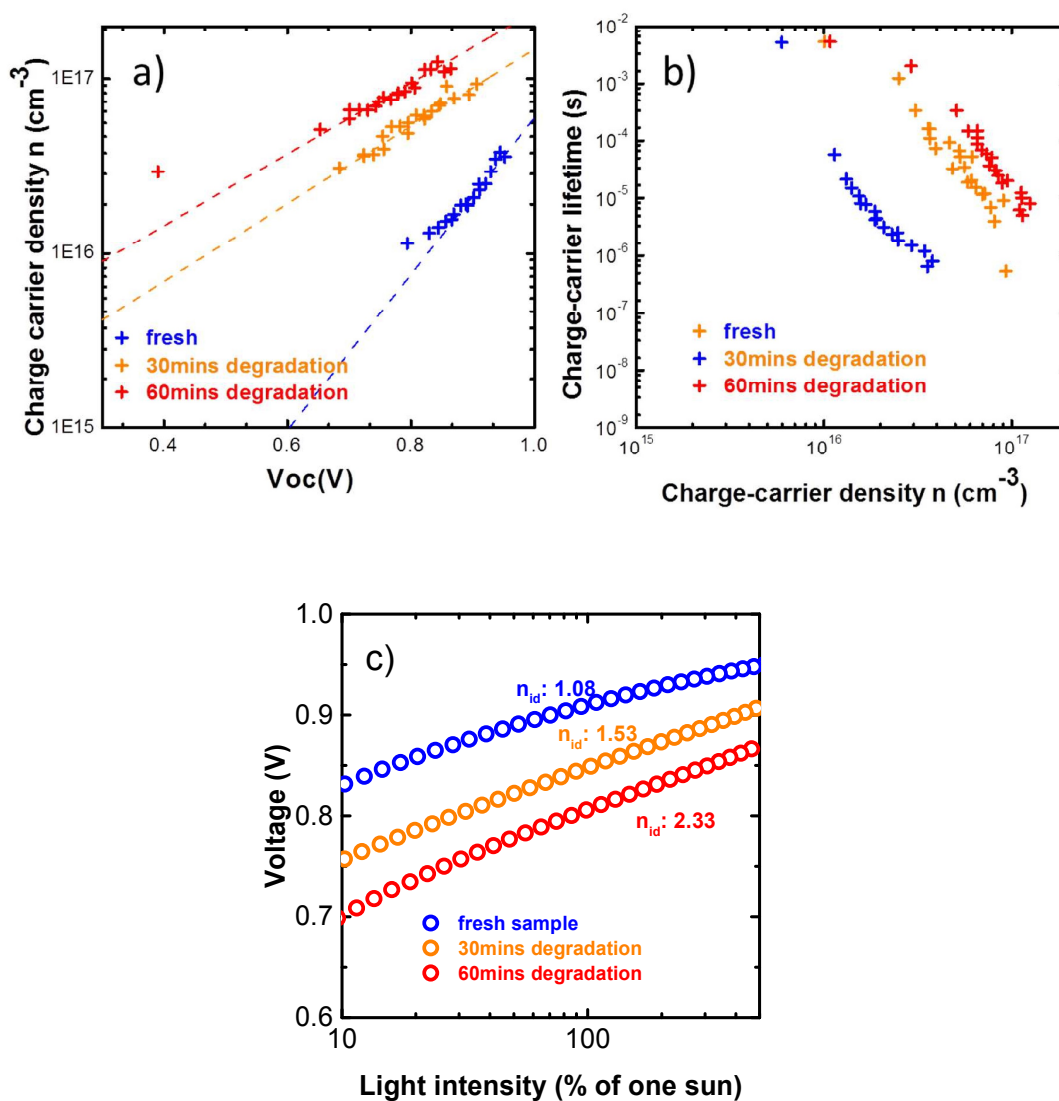 a)
Charge carrier density n (cm-3)
1E17
1E16
1E15
fresh
30mins degradation
60mins degradation
0.4
0.6
0.8
1.0
Voc(V)
b)
Charge-carrier lifetime (s)
10-2
10-3
10-4
10-5
10-6
10-7
10-8
10-9
fresh
30mins degradation
60mins degradation
1015
1016
1017
Charge-carrier density n (cm-3)
c)
Voltage (V)
1.0
0.9
0.8
0.7
0.6
nid: 1.08
nid: 1.53
nid: 2.33
fresh sample
30mins degradation
60mins degradation
10
100
Light intensity (% of one sun)